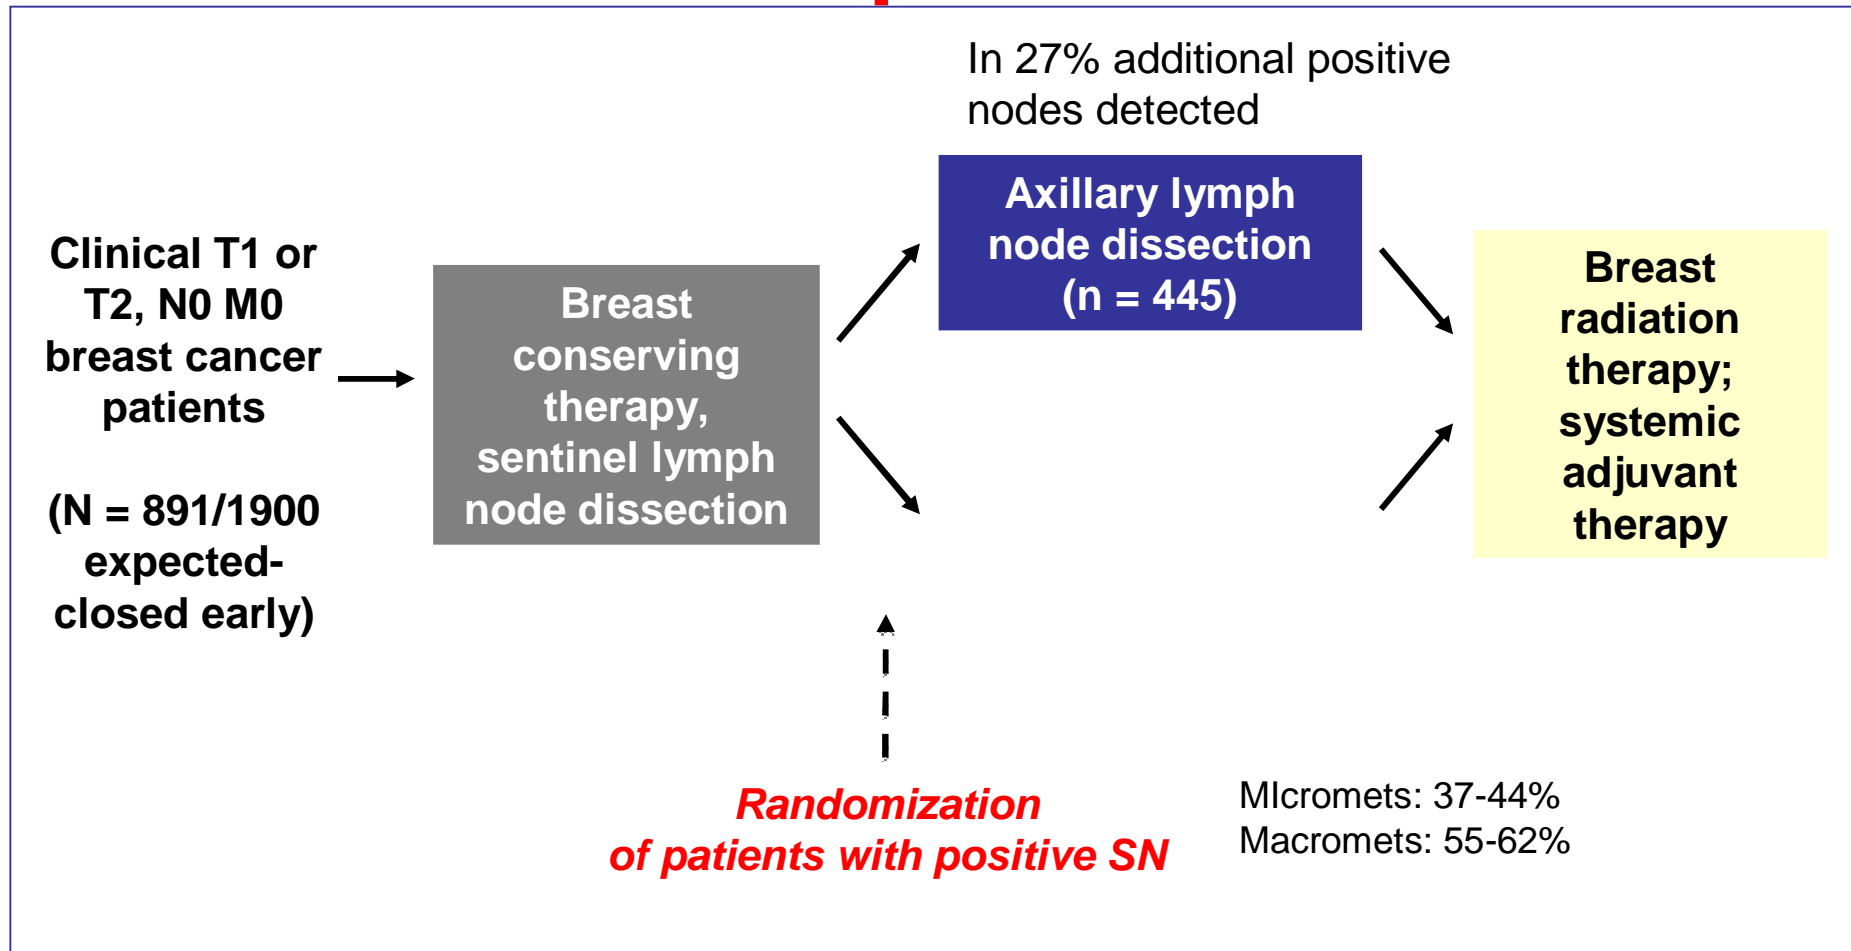 In 27% additional positive
nodes detected
Clinical T1 or
T2, N0 M0
breast cancer
patients
(N = 891/1900
expected-
closed early)
Breast
conserving
therapy,
sentinel lymph
node dissection
Axillary lymph
node dissection
(n = 445)
Breast
radiation
therapy;
systemic
adjuvant
therapy
Randomization
of patients with positive SN
MIcromets: 37-44%
Macromets: 55-62%